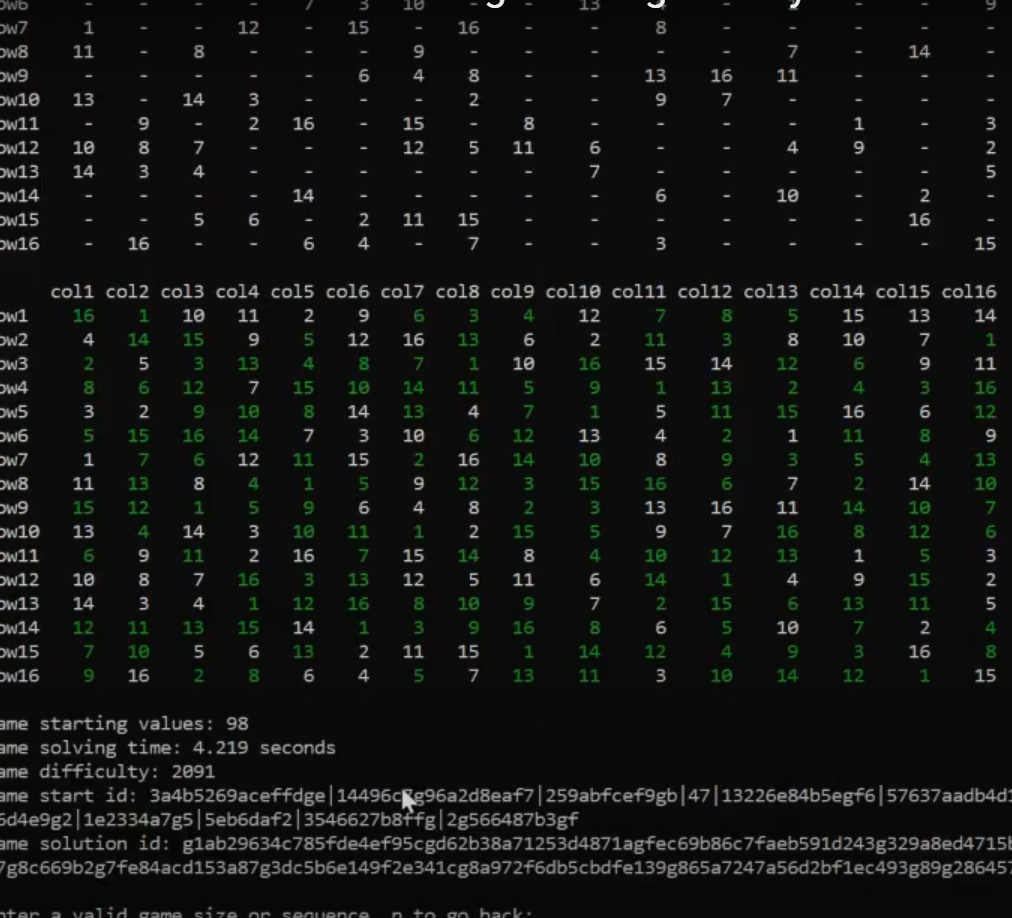 ow6 - - - - 7 3 10 - - 13 - - - - - 9
ow7 1 - - 12 - 15 - 16 - - 8 - - - - -
ow8 11 - 8 - - - 9 - - - - - 7 - 14 -
ow9 - - - - - 6 4 8 - - 13 16 11 - - -
ow10 13 - 14 3 - - - 2 - - 9 7 - - - -
ow11 - 9 - 2 16 - 15 - 8 - - - - 1 - 3
ow12 10 8 7 - - - 12 5 11 6 - - 4 9 - 2
ow13 14 3 4 - - - - - - 7 - - - - - 5
ow14 - - - - 14 - - - - - 6 - 10 - 2 -
ow15 - - 5 6 - 2 11 15 - - - - - - 16 -
ow16 - 16 - - 6 4 - 7 - - 3 - - - - 15
col1 col2 col3 col4 col5 col6 col7 col8 col9 col10 col11 col12 col13 col14 col15 col16
ow1 16 1 10 11 2 9 6 3 4 12 7 8 5 15 13 14
ow2 4 14 15 9 5 12 16 13 6 2 11 3 8 10 7 1
ow3 2 5 3 13 4 8 7 1 10 16 15 14 12 6 9 11
ow4 8 6 12 7 15 10 14 11 5 9 1 13 2 4 3 16
ow5 3 2 9 10 8 14 13 4 7 1 5 11 15 16 6 12
ow6 5 15 16 14 7 3 10 6 12 13 4 2 1 11 8 9
ow7 1 7 6 12 11 15 2 16 14 10 8 9 3 5 4 13
ow8 11 13 8 4 1 5 9 12 3 15 16 6 7 2 14 10
ow9 15 12 1 5 9 6 4 8 2 3 13 16 11 14 10 7
ow10 13 4 14 3 10 11 1 2 15 5 9 7 16 8 12 6
ow11 6 9 11 2 16 7 15 14 8 4 10 12 13 1 5 3
ow12 10 8 7 16 3 13 12 5 11 6 14 1 4 9 15 2
ow13 14 3 4 1 12 16 8 10 9 7 2 15 6 13 11 5
ow14 12 11 13 15 14 1 3 9 16 8 6 5 10 7 2 4
ow15 7 10 5 6 13 2 11 15 1 14 12 4 9 3 16 8
ow16 9 16 2 8 6 4 5 7 13 11 3 10 14 12 1 15
ame starting values: 98
ame solving time: 4.219 seconds
ame difficulty: 2091
ame start id: 3a4b5269aceffdge|14496c g96a2d8eaf7|259abfcef9gb|47|13226e84b5egf6|57637aadb4d1
6d4e9g2|1e2334a7g5|5eb6daf2|3546627b8ffg|2g566487b3gf
ame solution id: g1ab29634c785fde4ef95cgd62b38a71253d4871agfec69b86c7faeb591d243g329a8ed4715b
7g8c669b2g7fe84acd153a87g3dc5b6e149f2e341cg8a972f6db5cbdfe139g865a7247a56d2bf1ec493g89g286457
nter a valid game size or sequence, n to go back: